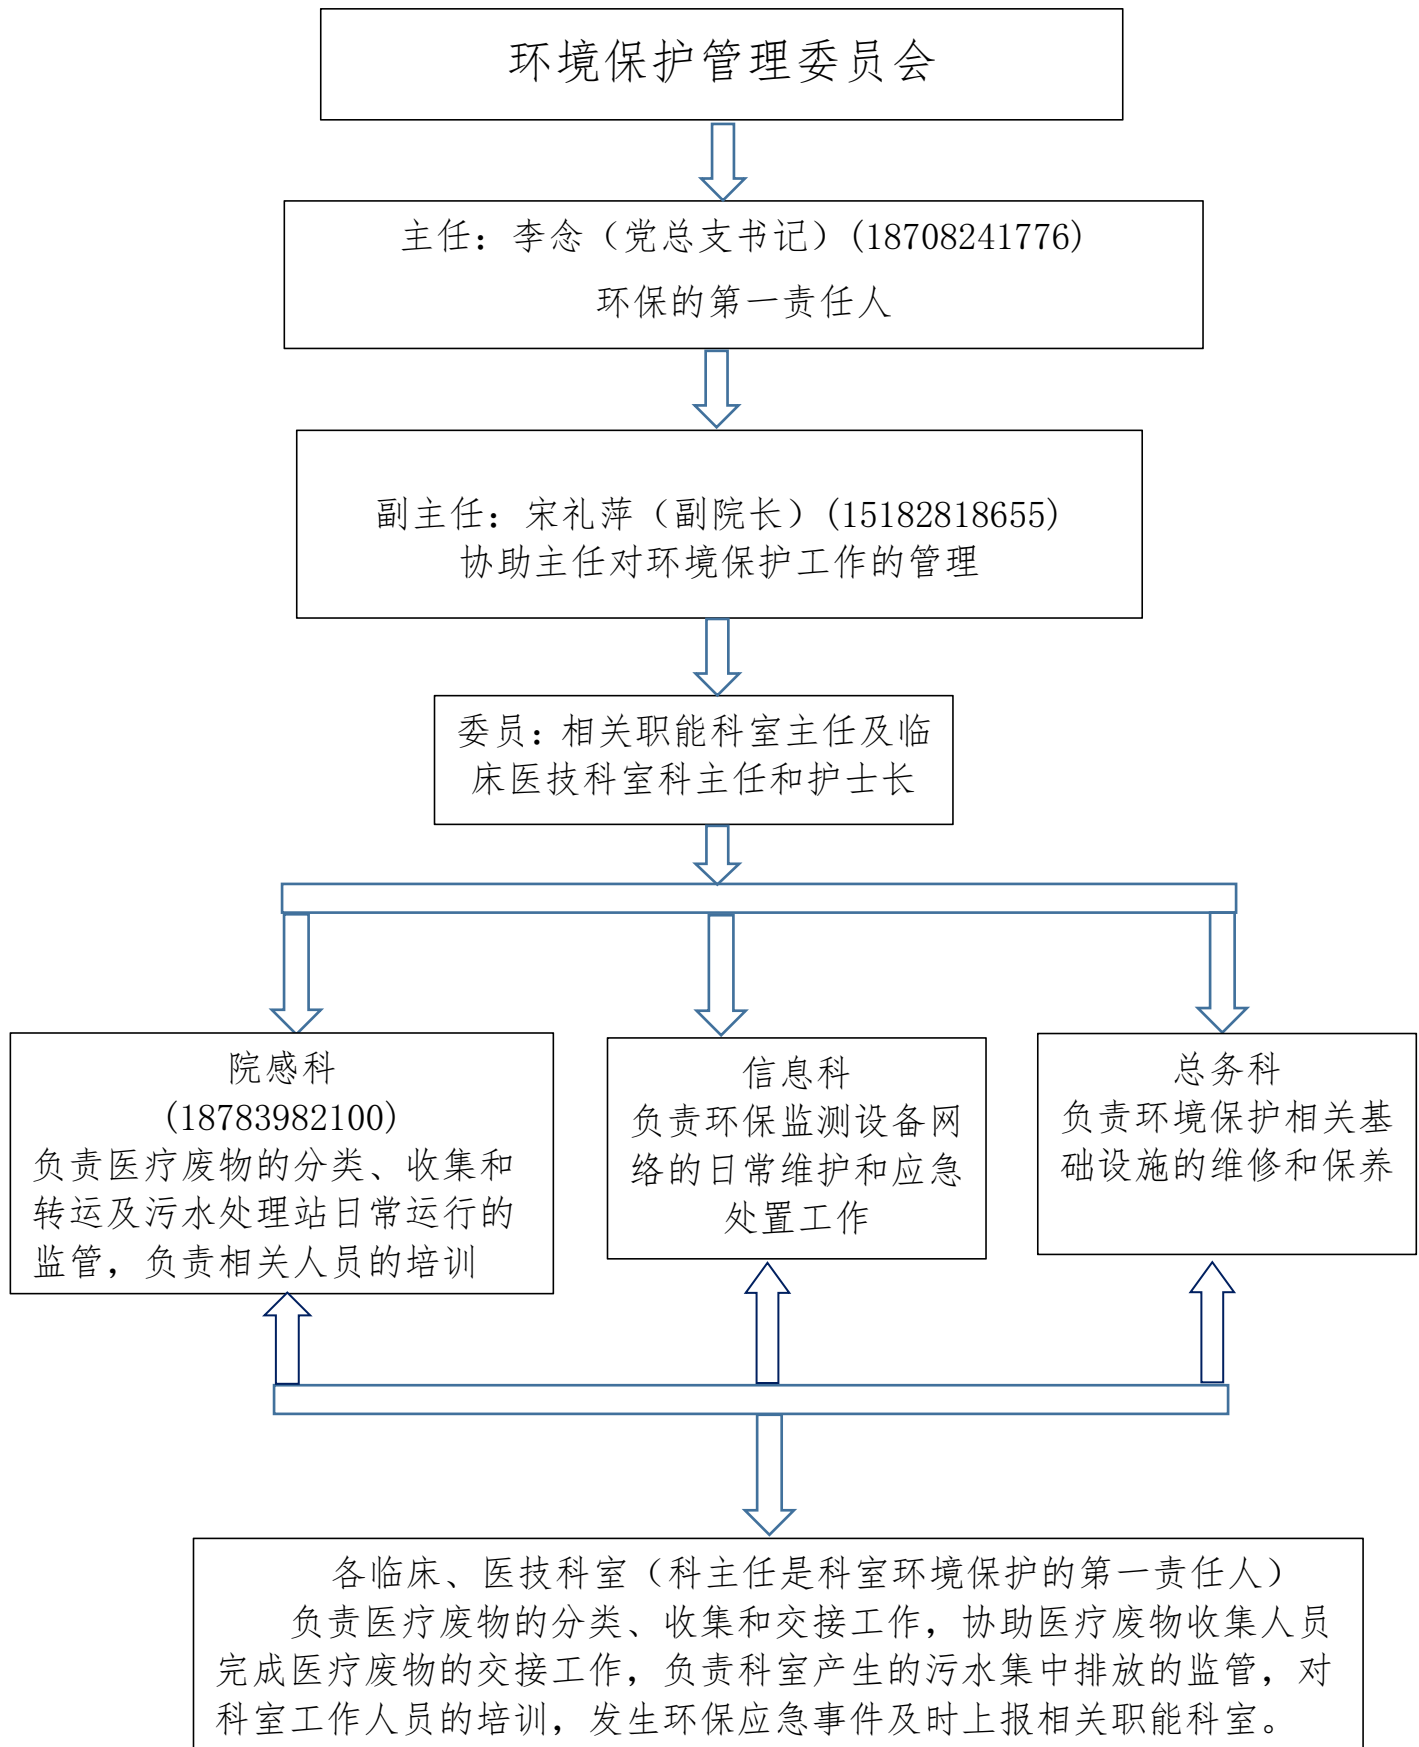 环境保护管理委员会
主任：李念（党总支书记）(18708241776)
环保的第一责任人
副主任：宋礼萍（副院长）(15182818655)
协助主任对环境保护工作的管理
委员：相关职能科室主任及临
床医技科室科主任和护士长
院感科
(18783982100)
负责医疗废物的分类、收集和
转运及污水处理站日常运行的
监管，负责相关人员的培训
信息科
负责环保监测设备网
络的日常维护和应急
处置工作
总务科
负责环境保护相关基
础设施的维修和保养
各临床、医技科室（科主任是科室环境保护的第一责任人）
负责医疗废物的分类、收集和交接工作，协助医疗废物收集人员
完成医疗废物的交接工作，负责科室产生的污水集中排放的监管，对
科室工作人员的培训，发生环保应急事件及时上报相关职能科室。